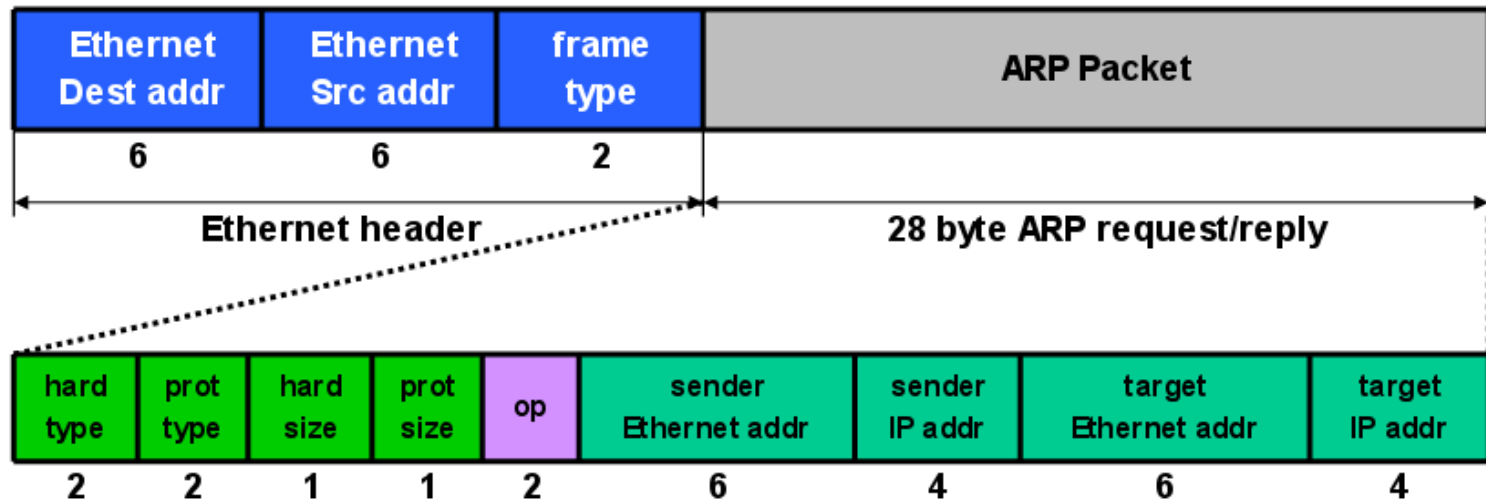 Ethernet Ethernet frame
Dest addr Src addr type ARP Packet
6 6 2
Ethernet header 28 byte ARP request/reply
hard prot hard prot op sender sender target target
type type size size Ethernet addr IP addr Ethernet addr IP addr
2 2 1 1 2 6 4 6 4